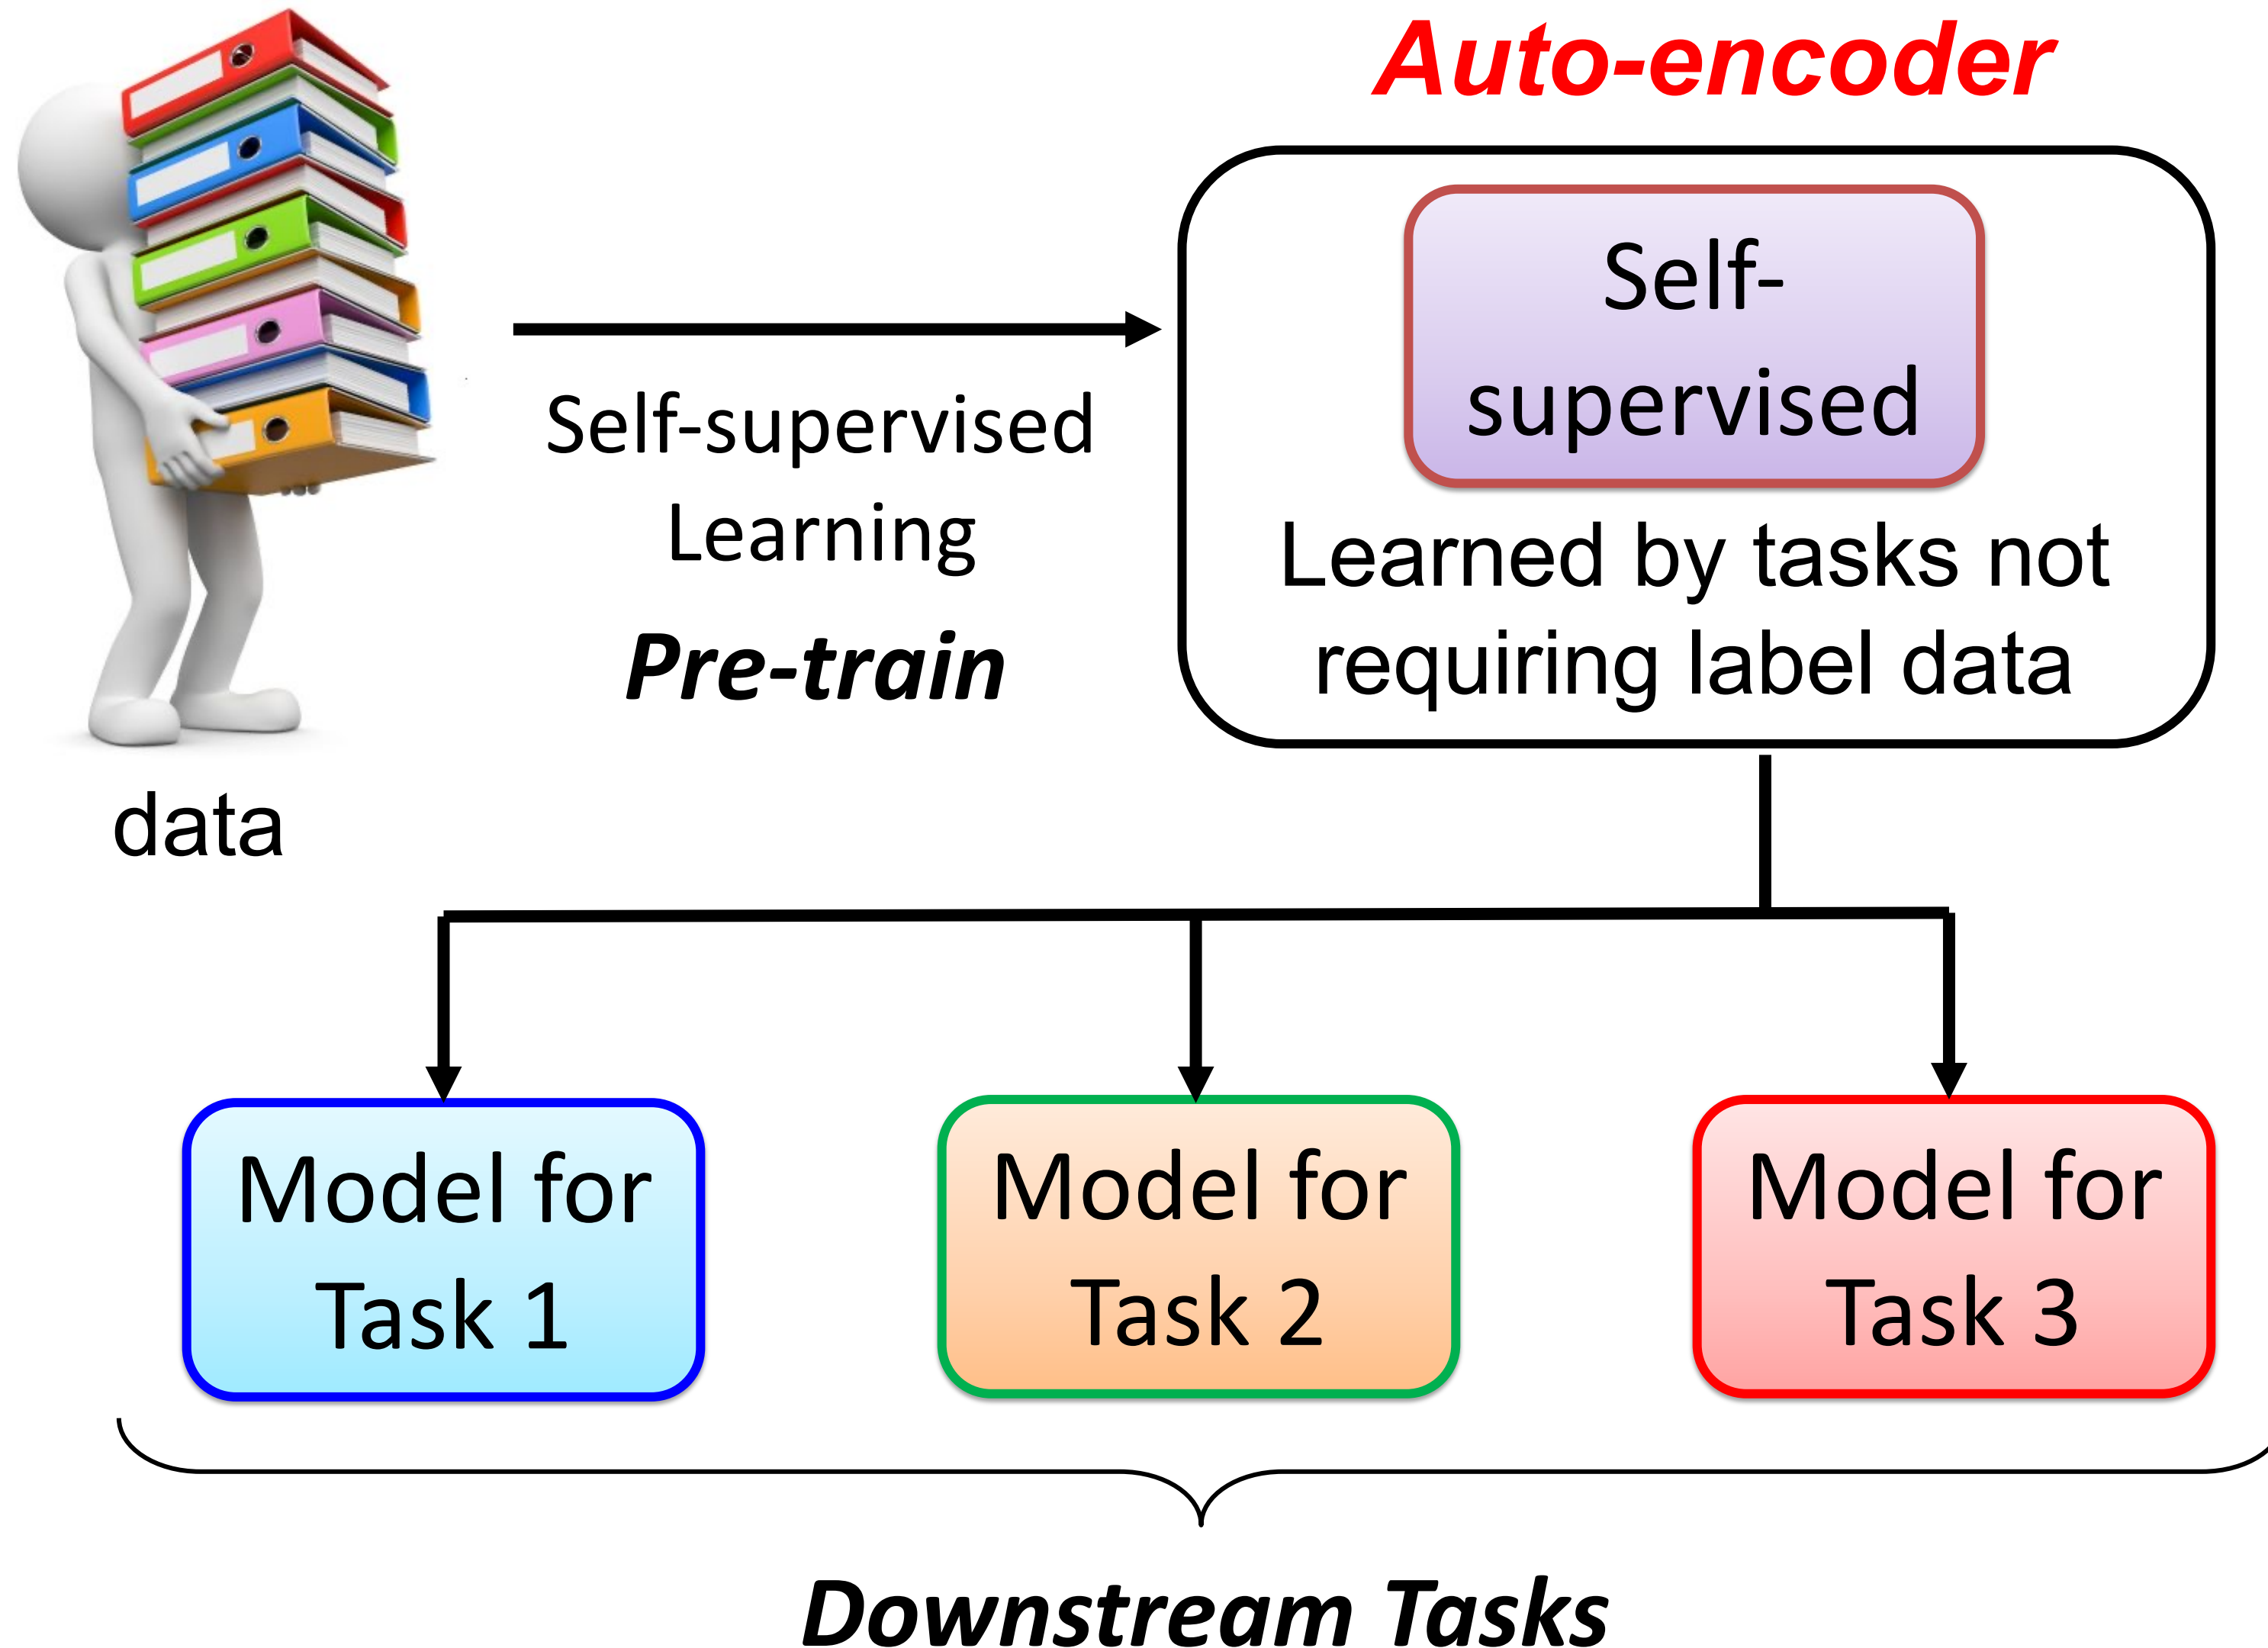 Auto-encoder
Self-
supervised
Learned by tasks not
requiring label data
Self-supervised
Learning
Pre-train
data
Model for
Task 1
Model for
Task 2
Model for
Task 3
Downstream Tasks